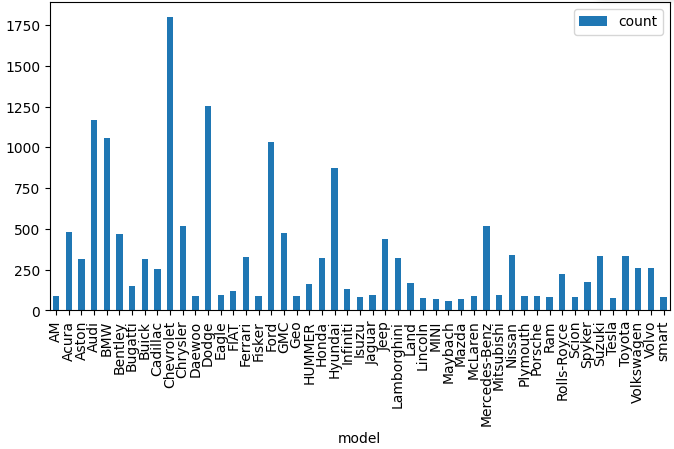 1750
1500
1250
1000
750
500
250
0
count
AM
Acura
Aston
Audi
BMW
Bentley
Bugatti
Buick
Cadillac
Chevrolet
Chrysler
Daewoo
Dodge
Eagle
FIAT
Ferrari
Fisker
Ford
GMC
Geo
HUMMER
Honda
Hyundai
Infiniti
Isuzu
Jaguar
Jeep
Lamborghini
Land
Lincoln
MINI
Maybach
Mazda
McLaren
Mercedes-Benz
Mitsubishi
Nissan
Plymouth
Porsche
Ram
Rolls-Royce
Scion
Spyker
Suzuki
Tesla
Toyota
Volkswagen
Volvo
smart
model